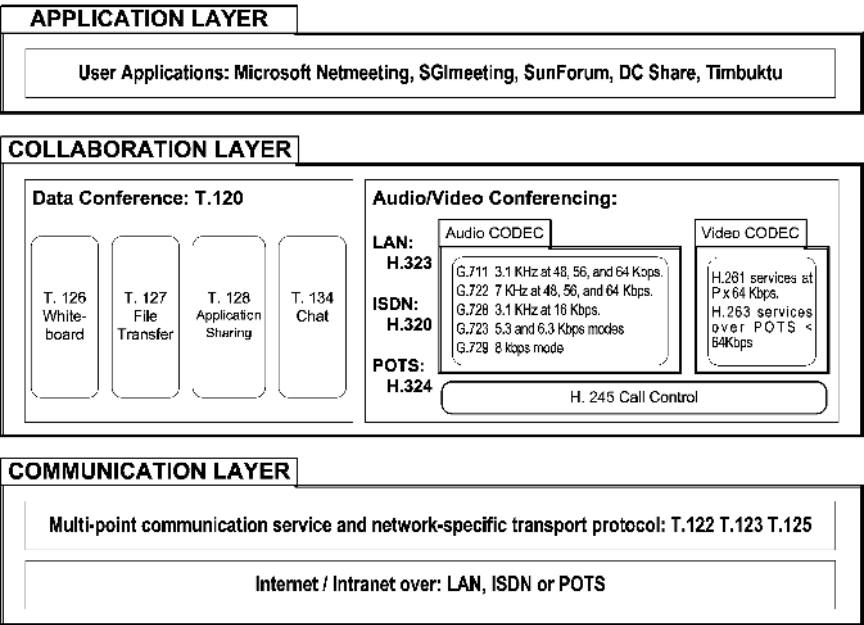 APPLICATION LAYER
User Applications: Microsoft Netmeeting, SGImeeting, SunForum, DC Share, Timbuktu
COLLABORATION LAYER
Data Conference: T.120
T. 126
White-
board
T. 127
File
Transfer
T. 128
Application
Sharing
T. 134
Chat
Audio/Video Conferencing:
LAN:
H.323
ISDN:
H.320
POTS:
H.324
Audio CODEC
G.711 3.1 KHz at 48, 56, and 64 Kbps.
G.722 7 KHz at 48, 56, and 64 Kbps.
G.728 3.1 KHz at 16 Kbps.
G.723 5.3 and 6.3 Kbps modes
G.729 8 kbps mode
Video CODEC
H.261 services at
P x 64 Kbps.
H.263 services
over POTS <
64Kbps
H. 245 Call Control
COMMUNICATION LAYER
Multi-point communication service and network-specific transport protocol: T.122 T.123 T.125
Internet / Intranet over: LAN, ISDN or POTS